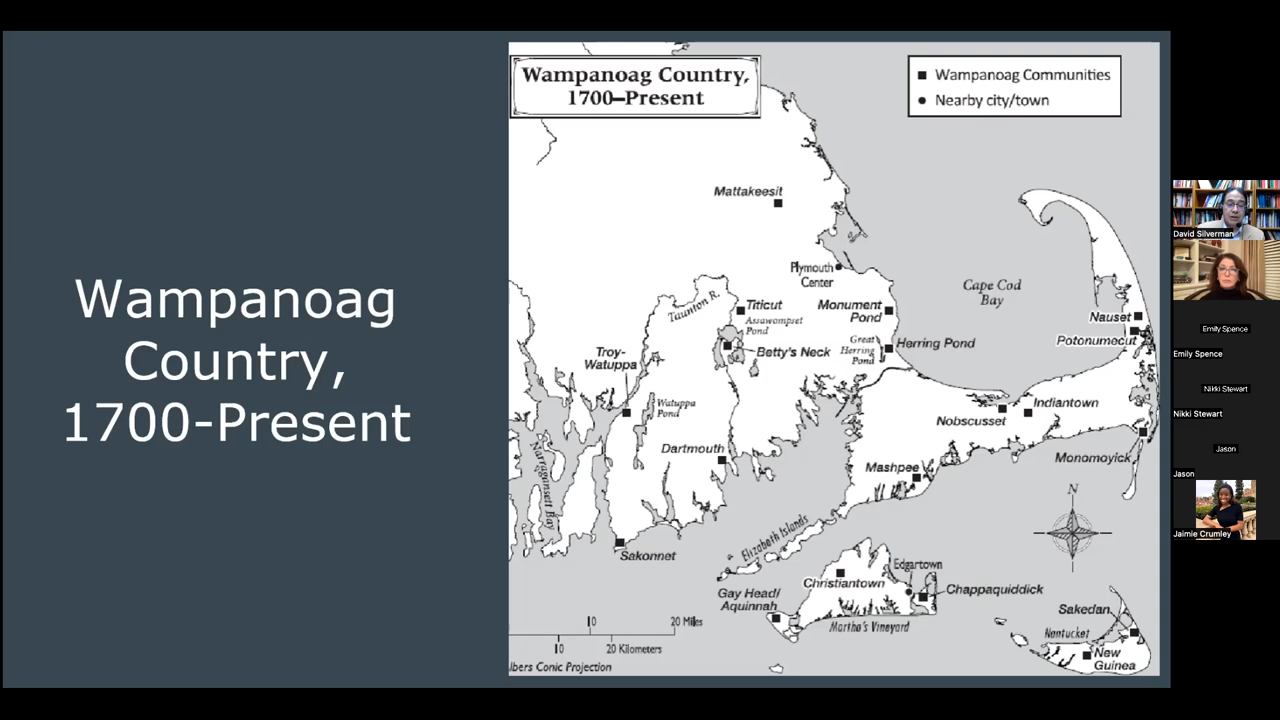 Wampanoag
Country,
1700-Present
Wampanoag Country,
1700–Present
Wampanoag Communities
Nearby city/town
Mattakeesit
Plymouth
Center
Cape Cod
Bay
Taunton R.
Titicut
Assawompset
Pond
Monument
Pond
Nauset
Potonumecut
Betty's Neck
Great
Herring
Pond
Herring Pond
Troy-
Watuppa
Watuppa
Pond
Nobscusset
Indiantown
Dartmouth
Monomoyick
Mashpee
Narragansett Bay
Sakonnet
Elizabeth Islands
Edgartown
Christiantown
Chappaquiddick
Gay Head/
Aquinnah
Martha's Vineyard
Sakedan
Nantucket
New
Guinea
N
10
20 Miles
10
20 Kilometers
lbers Conic Projection
David Silverman
Emily Spence
Emily Spence
Nikki Stewart
Nikki Stewart
Jason
Jason
Jaimie Crumley